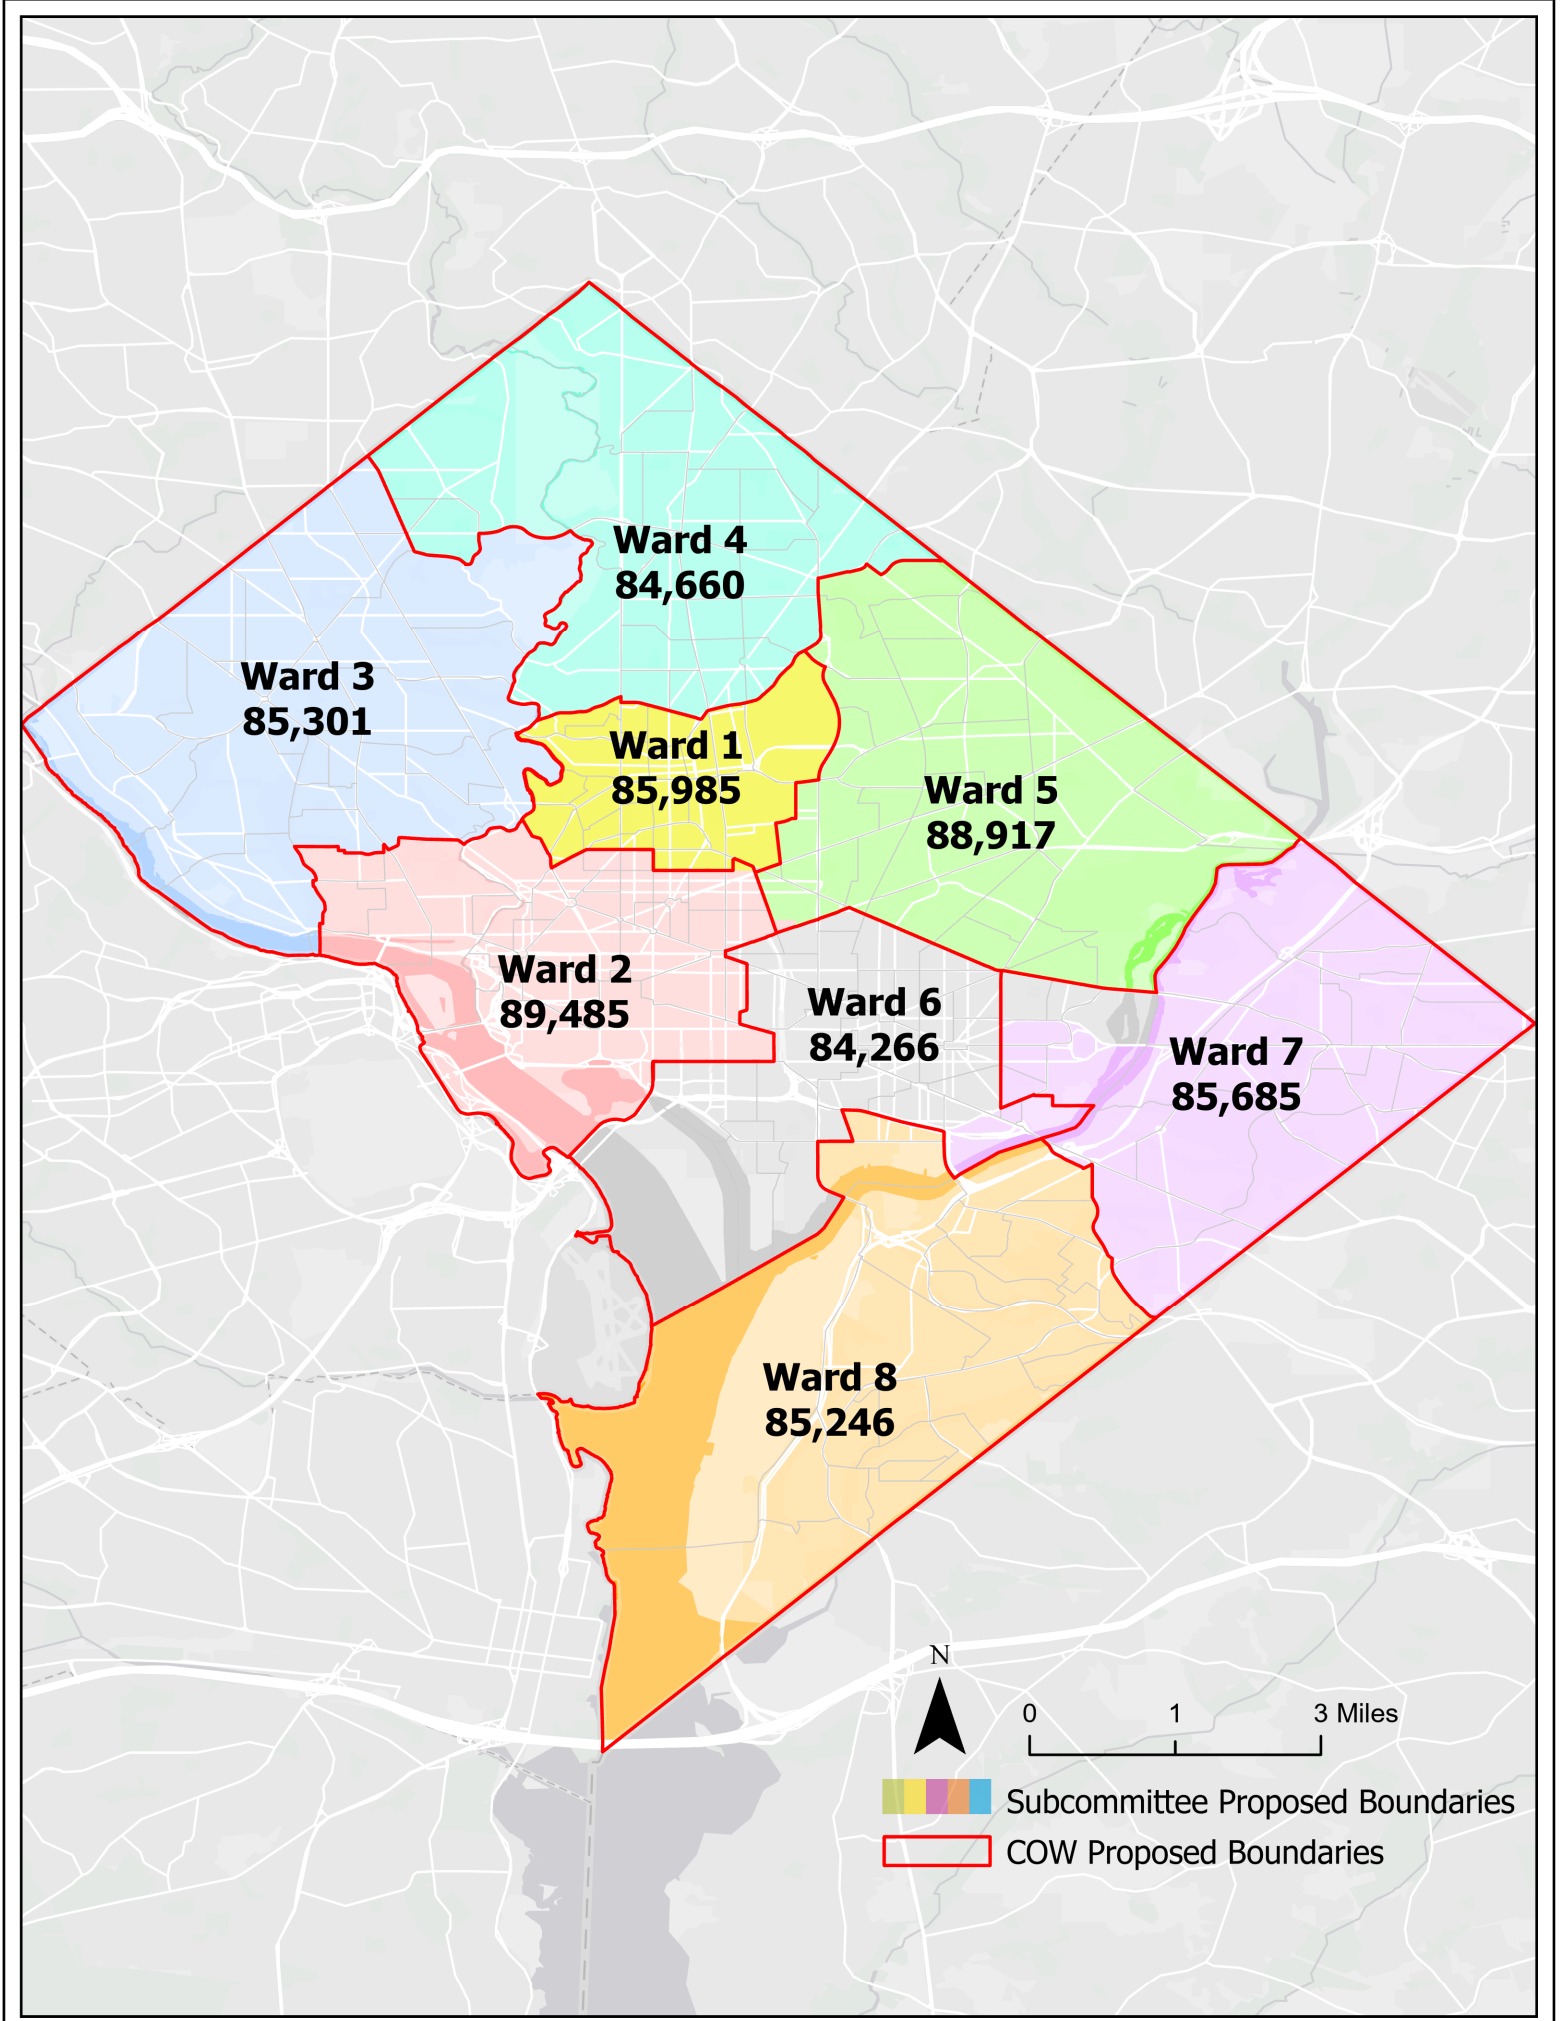 Ward 4
84,660
Ward 3
85,301
Ward 1
85,985
Ward 5
88,917
Ward 2
89,485
Ward 6
84,266
Ward 7
85,685
Ward 8
85,246
N
0 1 3 Miles
Subcommittee Proposed Boundaries
COW Proposed Boundaries